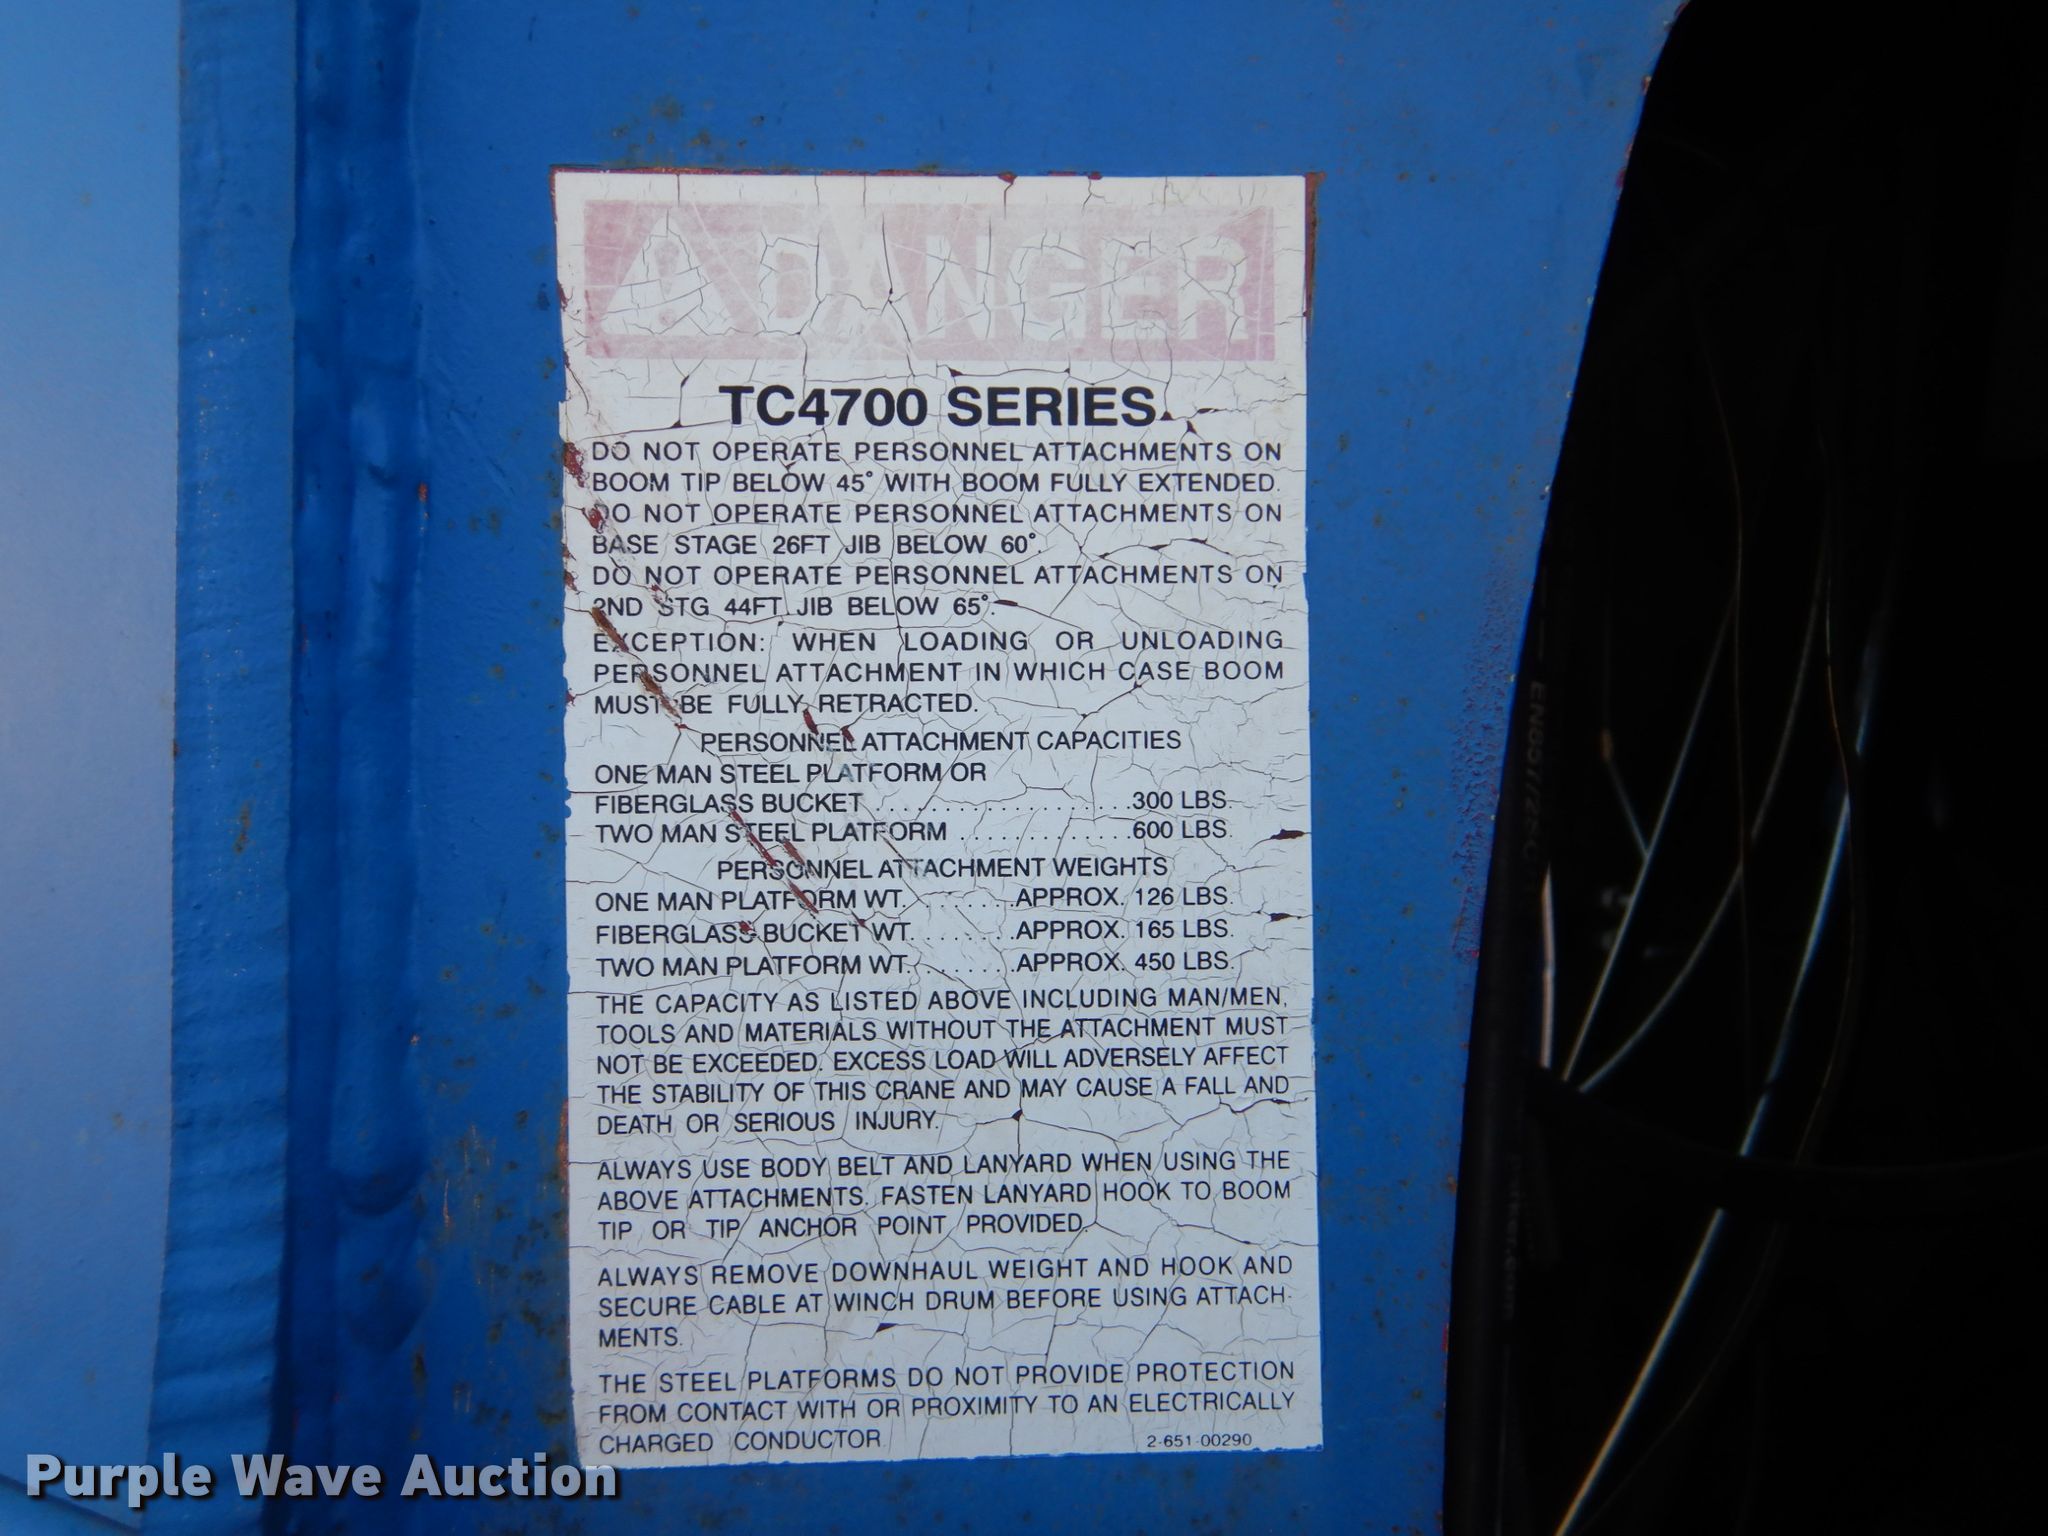 DANGER
TC4700 SERIES
DO NOT OPERATE PERSONNEL ATTACHMENTS ON
BOOM TIP BELOW 45° WITH BOOM FULLY EXTENDED.
DO NOT OPERATE PERSONNEL ATTACHMENTS ON
BASE STAGE 26FT JIB BELOW 60°.
DO NOT OPERATE PERSONNEL ATTACHMENTS ON
2ND STG 44FT JIB BELOW 65°.
EXCEPTION: WHEN LOADING OR UNLOADING
PERSONNEL ATTACHMENT IN WHICH CASE BOOM
MUST BE FULLY RETRACTED.
PERSONNEL ATTACHMENT CAPACITIES
ONE MAN STEEL PLATFORM OR
FIBERGLASS BUCKET . . . . . . . . . . . . . . . . . . . 300 LBS.
TWO MAN STEEL PLATFORM . . . . . . . . . . . . . 600 LBS.
PERSONNEL ATTACHMENT WEIGHTS
ONE MAN PLATFORM WT. . . . . . . . APPROX. 126 LBS.
FIBERGLASS BUCKET WT. . . . . . . . APPROX. 165 LBS.
TWO MAN PLATFORM WT. . . . . . . . APPROX. 450 LBS.
THE CAPACITY AS LISTED ABOVE INCLUDING MAN/MEN,
TOOLS AND MATERIALS WITHOUT THE ATTACHMENT MUST
NOT BE EXCEEDED. EXCESS LOAD WILL ADVERSELY AFFECT
THE STABILITY OF THIS CRANE AND MAY CAUSE A FALL AND
DEATH OR SERIOUS INJURY.
ALWAYS USE BODY BELT AND LANYARD WHEN USING THE
ABOVE ATTACHMENTS. FASTEN LANYARD HOOK TO BOOM
TIP OR TIP ANCHOR POINT PROVIDED.
ALWAYS REMOVE DOWNHAUL WEIGHT AND HOOK AND
SECURE CABLE AT WINCH DRUM BEFORE USING ATTACH-
MENTS.
THE STEEL PLATFORMS DO NOT PROVIDE PROTECTION
FROM CONTACT WITH OR PROXIMITY TO AN ELECTRICALLY
CHARGED CONDUCTOR.
2-651-00290
Purple Wave Auction